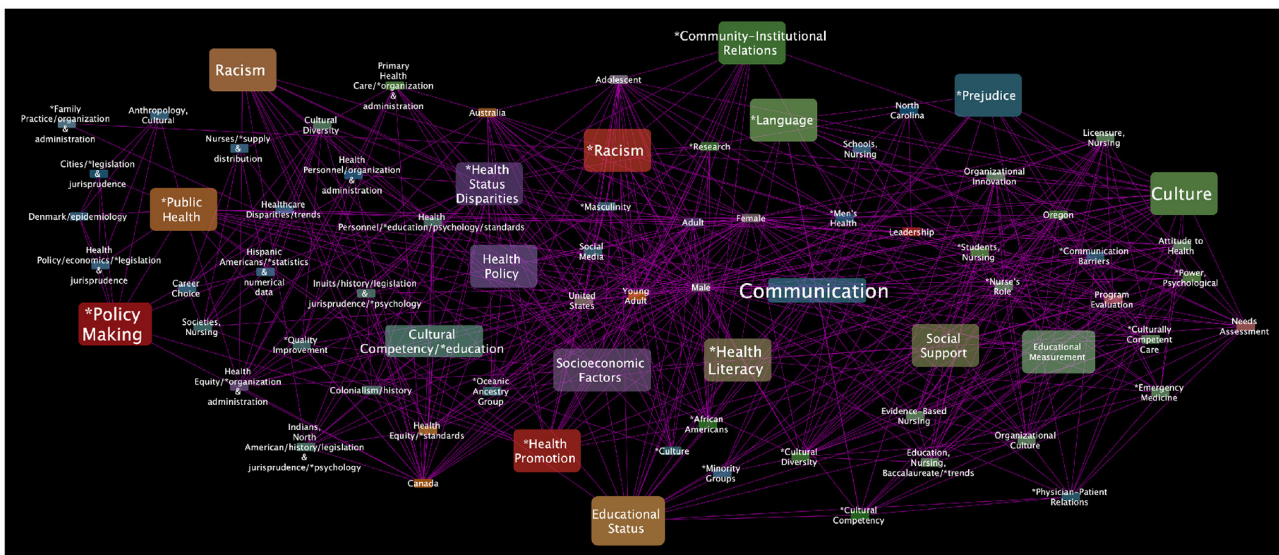 *Community-Institutional
Relations
Racism
Primary
Health
Care/*organization
&
administration
Adolescent
*Prejudice
*Family
Practice/organization
&
administration
Anthropology,
Cultural
Cultural
Diversity
Australia
*Language
North
Carolina
Licensure,
Nursing
Nurses/*supply
&
distribution
*Racism
*Research
Schools,
Nursing
Cities/*legislation
&
jurisprudence
Health
Personnel/organization
&
administration
*Health
Status
Disparities
Organizational
Innovation
Culture
*Public
Health
Healthcare
Disparities/trends
*Masculinity
Denmark/epidemiology
Health
Personnel/*education/psychology/standards
Adult
Female
*Men's
Health
Leadership
Oregon
Health
Policy/economics/*legislation
&
jurisprudence
Hispanic
Americans/*statistics
&
numerical
data
Social
Media
Health
Policy
*Students,
Nursing
*Communication
Barriers
Attitude to
Health
*Power,
Psychological
Career
Choice
Inuits/history/legislation
&
jurisprudence/*psychology
United
States
Young
Adult
Male
Communication
*Nurse's
Role
Program
Evaluation
*Policy
Making
Societies,
Nursing
*Quality
Improvement
Cultural
Competency/*education
Needs
Assessment
*Culturally
Competent
Care
Socioeconomic
Factors
*Health
Literacy
Social
Support
Educational
Measurement
Health
Equity/*organization
&
administration
Colonialism/history
*Oceanic
Ancestry
Group
*Emergency
Medicine
Indians,
North
American/history/legislation
&
jurisprudence/*psychology
Health
Equity/*standards
*African
Americans
Evidence-Based
Nursing
*Health
Promotion
*Culture
*Cultural
Diversity
Education,
Nursing,
Baccalaureate/*trends
Organizational
Culture
Canada
*Minority
Groups
*Physician-Patient
Relations
Educational
Status
*Cultural
Competency